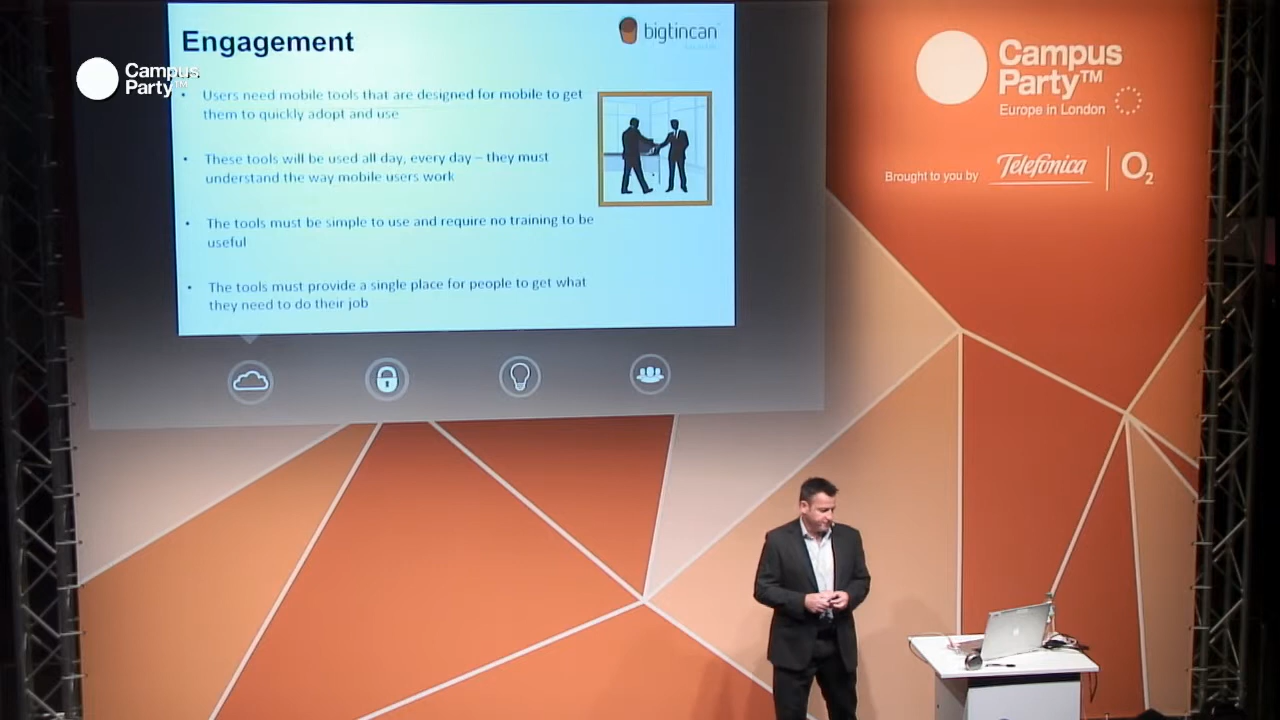 Engagement
bigtincan
Campus
Party™
• Users need mobile tools that are designed for mobile to get
them to quickly adopt and use
• These tools will be used all day, every day – they must
understand the way mobile users work
• The tools must be simple to use and require no training to be
useful
• The tools must provide a single place for people to get what
they need to do their job
Campus
Party™
Europe in London
Brought to you by Telefónica O2